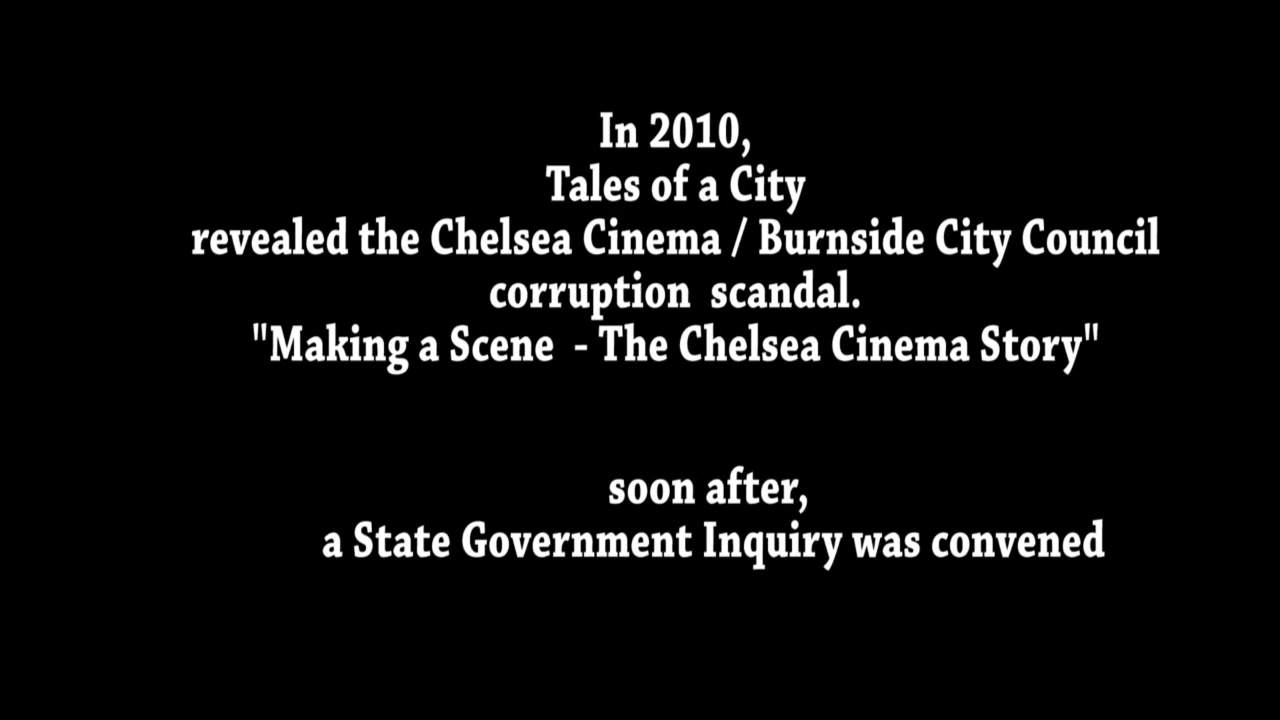 In 2010,
Tales of a City
revealed the Chelsea Cinema / Burnside City Council
corruption scandal.
"Making a Scene - The Chelsea Cinema Story"
soon after,
a State Government Inquiry was convened